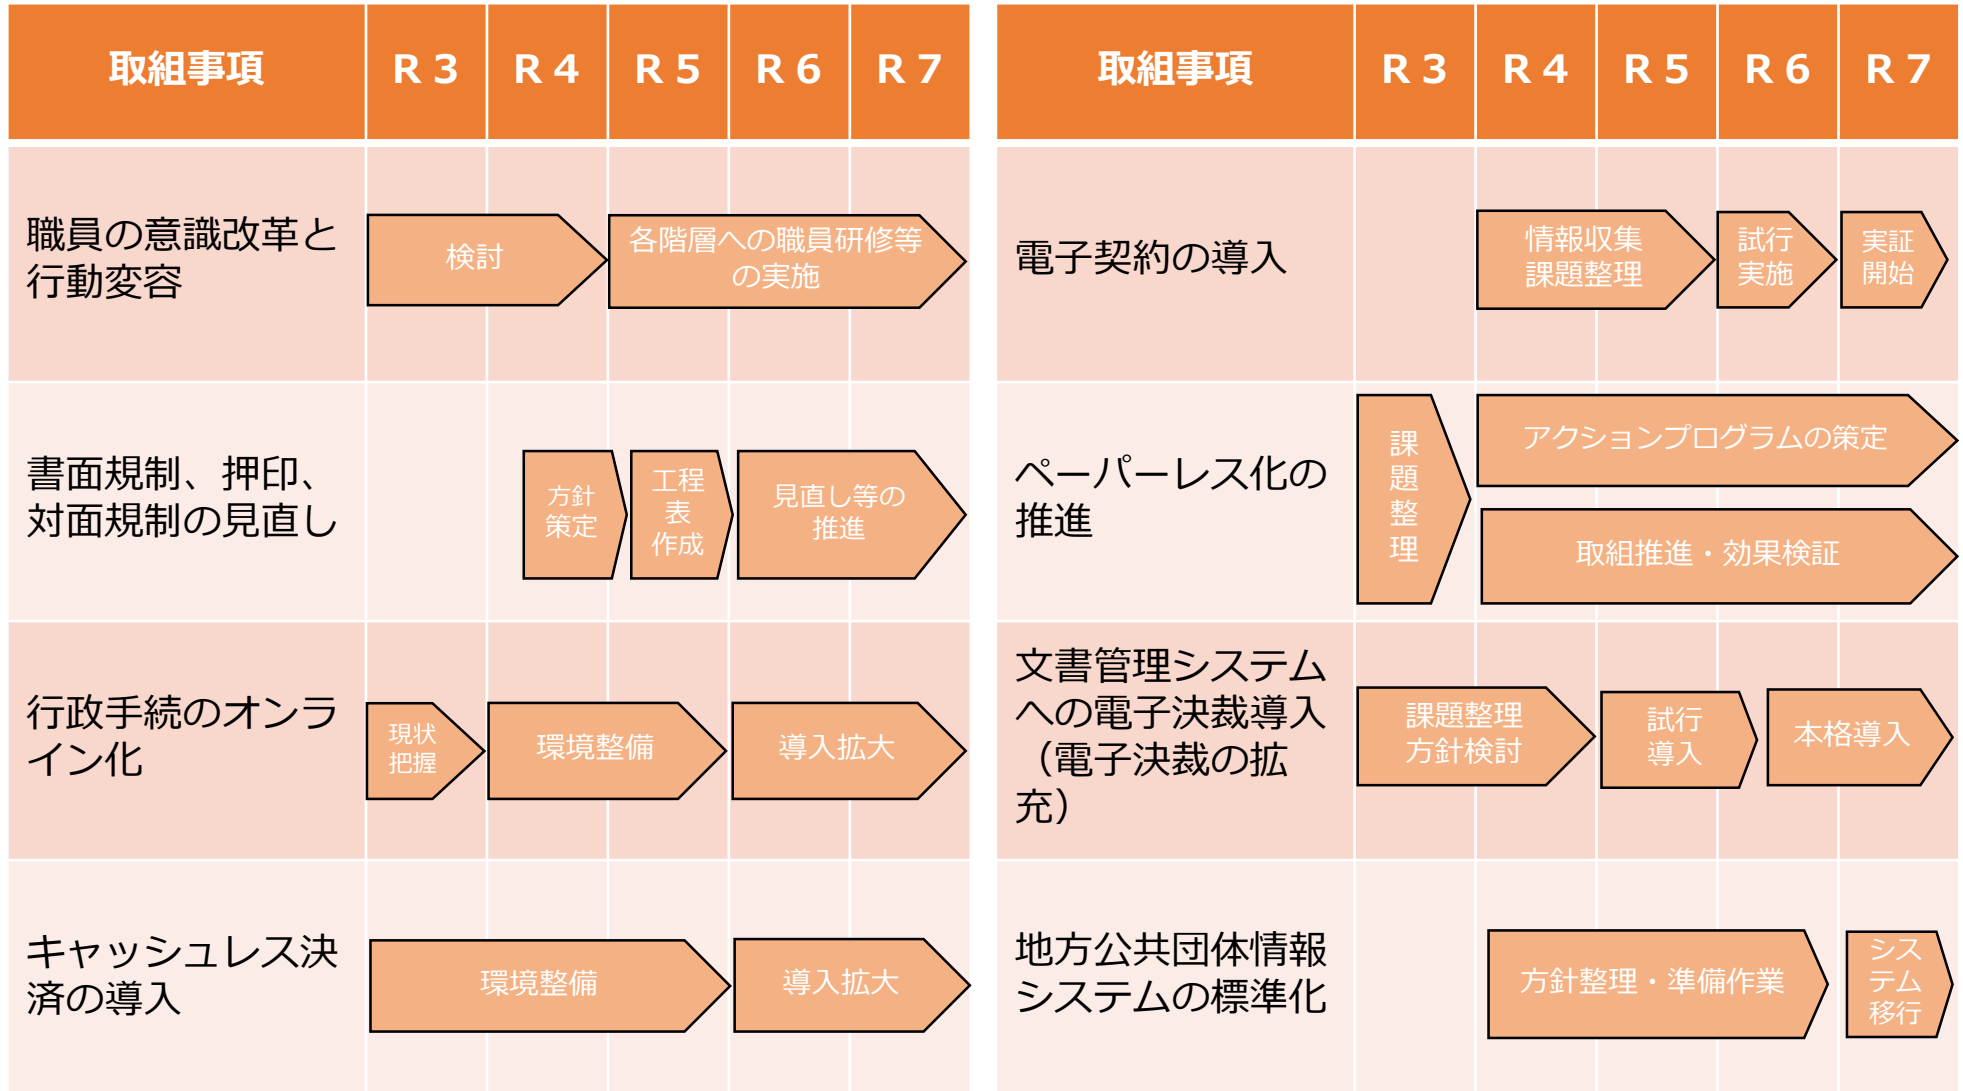 取組事項 R3 R4 R5 R6 R7
職員の意識改革と
行動変容
検討
各階層への職員研修等
の実施
書面規制、押印、
対面規制の見直し
方針
策定
工程
表
作成
見直し等の
推進
行政手続のオンラ
イン化
現状
把握
環境整備
導入拡大
キャッシュレス決
済の導入
環境整備
導入拡大
取組事項 R3 R4 R5 R6 R7
電子契約の導入
情報収集
課題整理
試行
実施
実証
開始
ペーパーレス化の
推進
課
題
整
理
アクションプログラムの策定
取組推進・効果検証
文書管理システム
への電子決裁導入
（電子決裁の拡
充）
課題整理
方針検討
試行
導入
本格導入
地方公共団体情報
システムの標準化
方針整理・準備作業
シス
テム
移行